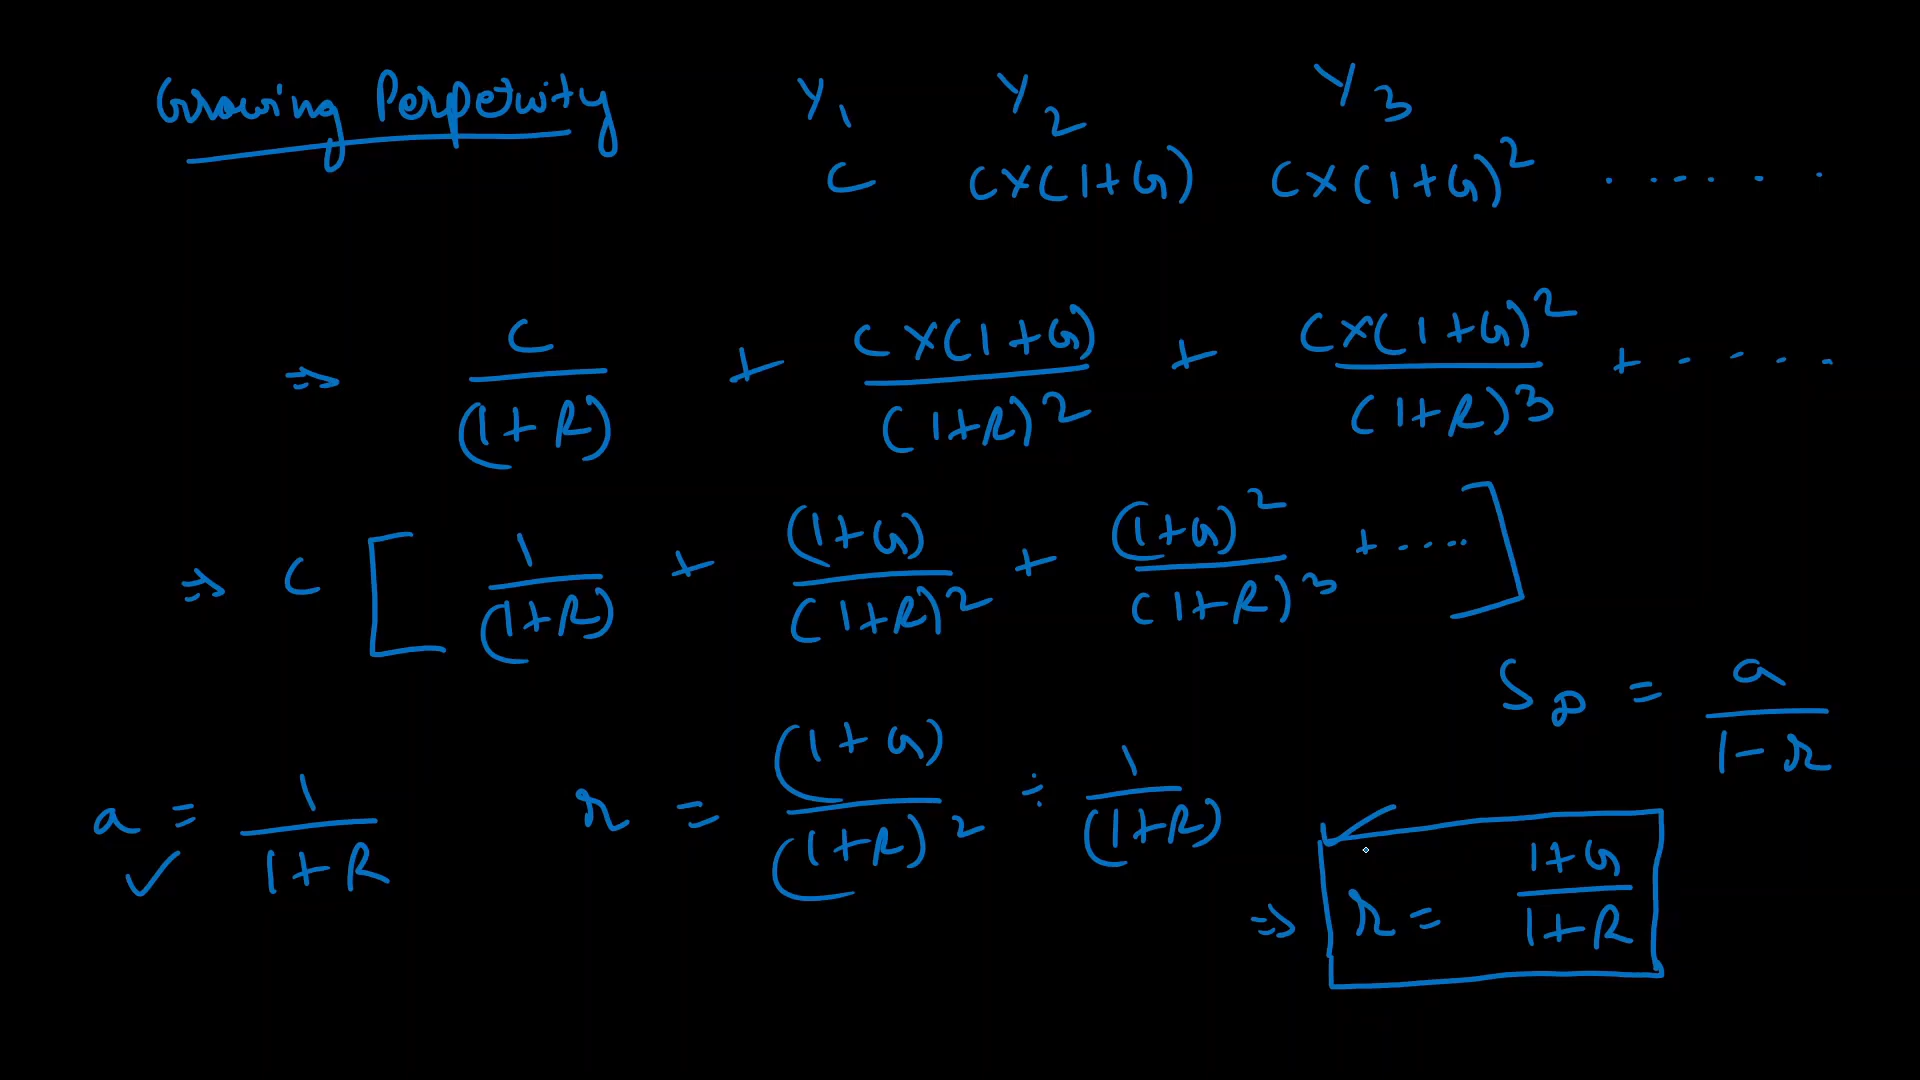 Growing Perpetuity
Y₁ Y₂ Y₃
C C×(1+G) C×(1+G)² . . . . . .
⇒ C/(1+R) + C×(1+G)/(1+R)² + C×(1+G)²/(1+R)³ + . . . . .
⇒ C [ 1/(1+R) + (1+G)/(1+R)² + (1+G)²/(1+R)³ + ..... ]
S∞ = a/(1-r)
a = 1/(1+R) ✓ r = (1+G)/(1+R)² ÷ 1/(1+R)
⇒ r = (1+G)/(1+R) ✓